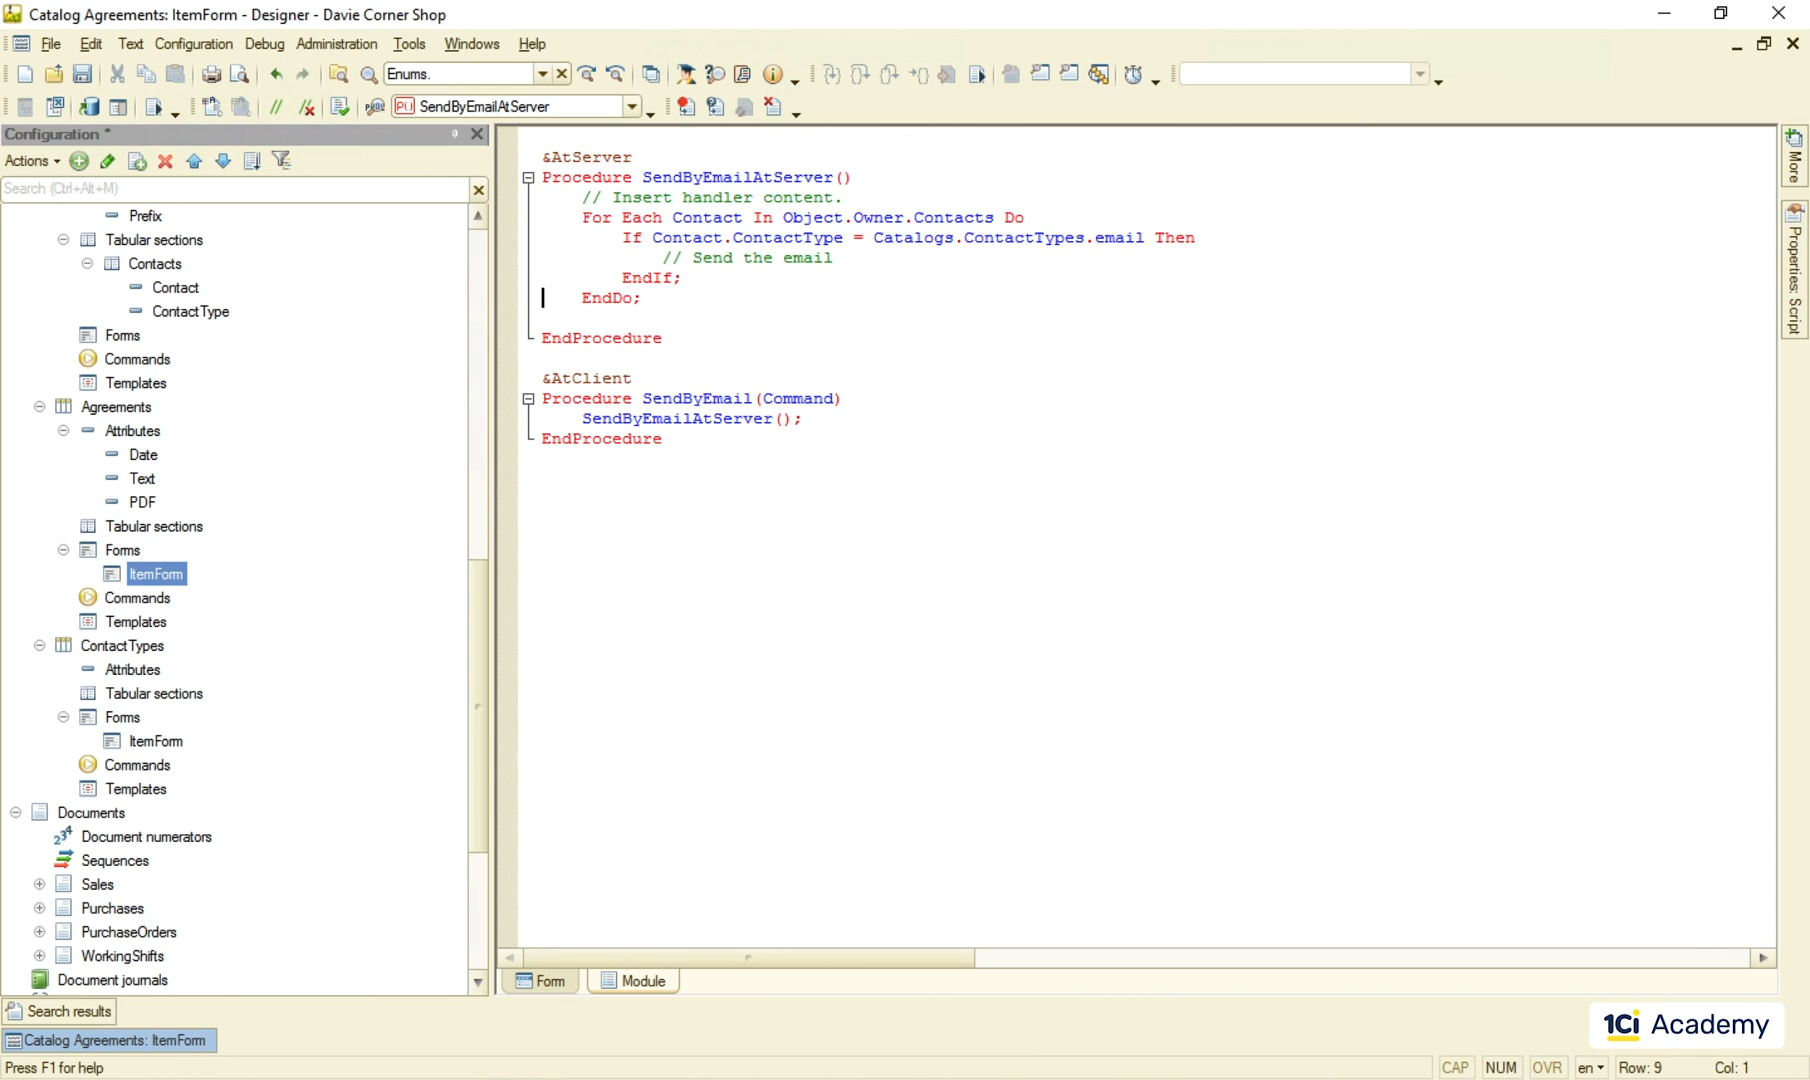 Catalog Agreements: ItemForm - Designer - Davie Corner Shop
File Edit Text Configuration Debug Administration Tools Windows Help
Enums.
SendByEmailAtServer
Configuration *
Actions
Search (Ctrl+Alt+M)
Prefix
Tabular sections
Contacts
Contact
ContactType
Forms
Commands
Templates
Agreements
Attributes
Date
Text
PDF
Tabular sections
Forms
ItemForm
Commands
Templates
ContactTypes
Attributes
Tabular sections
Forms
ItemForm
Commands
Templates
Documents
Document numerators
Sequences
Sales
Purchases
PurchaseOrders
WorkingShifts
Document journals
&AtServer
Procedure SendByEmailAtServer()
// Insert handler content.
For Each Contact In Object.Owner.Contacts Do
If Contact.ContactType = Catalogs.ContactTypes.email Then
// Send the email
EndIf;
EndDo;
EndProcedure
&AtClient
Procedure SendByEmail(Command)
SendByEmailAtServer();
EndProcedure
More
Properties: Script
Form Module
Search results
Catalog Agreements: ItemForm
1Ci Academy
Press F1 for help CAP NUM OVR en Row: 9 Col: 1